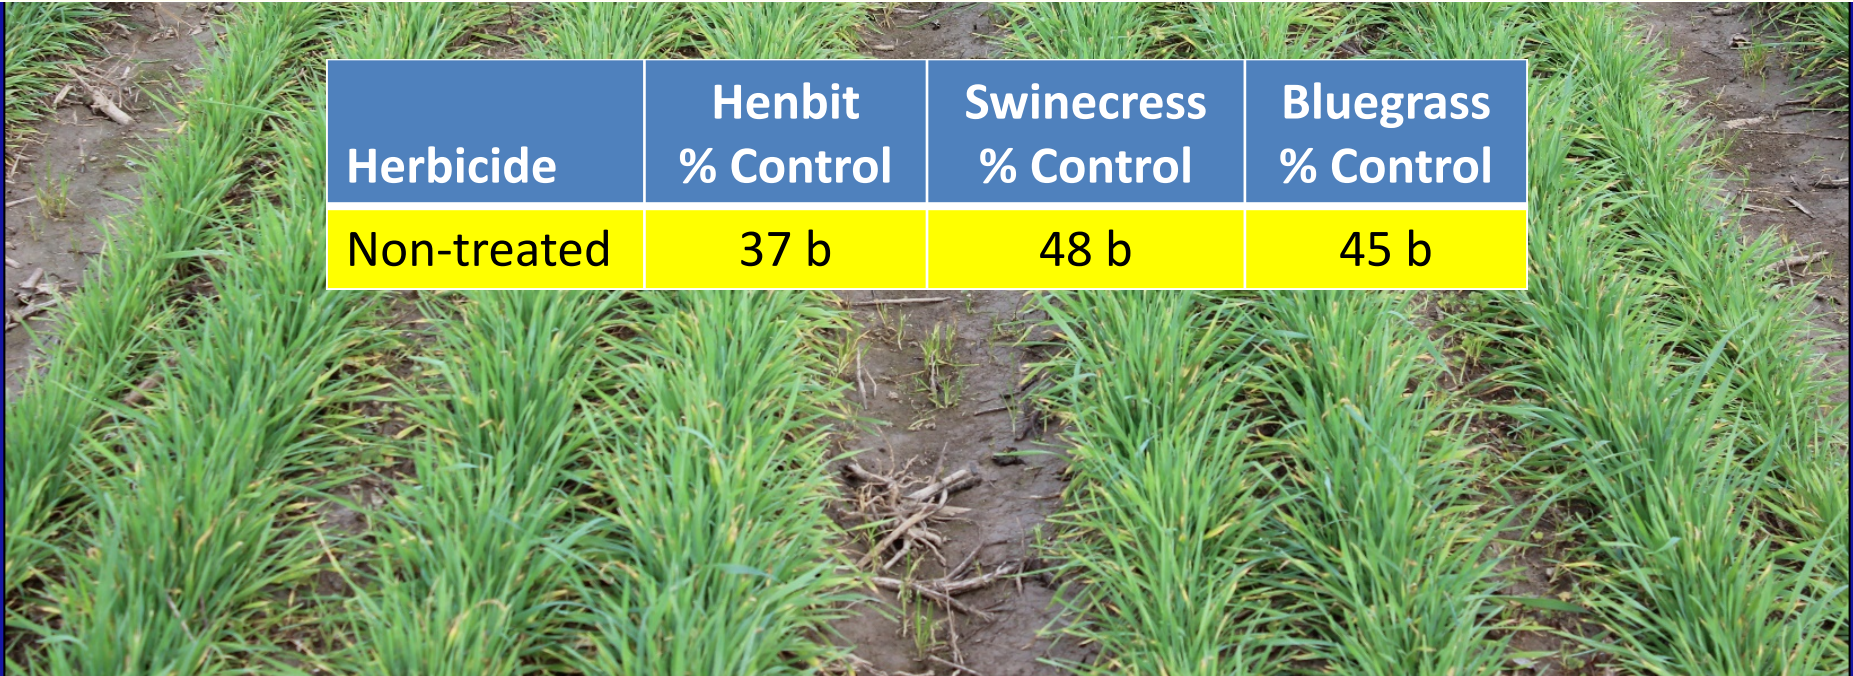 Henbit Swinecress Bluegrass
Herbicide % Control % Control % Control
Non-treated 37 b 48 b 45 b